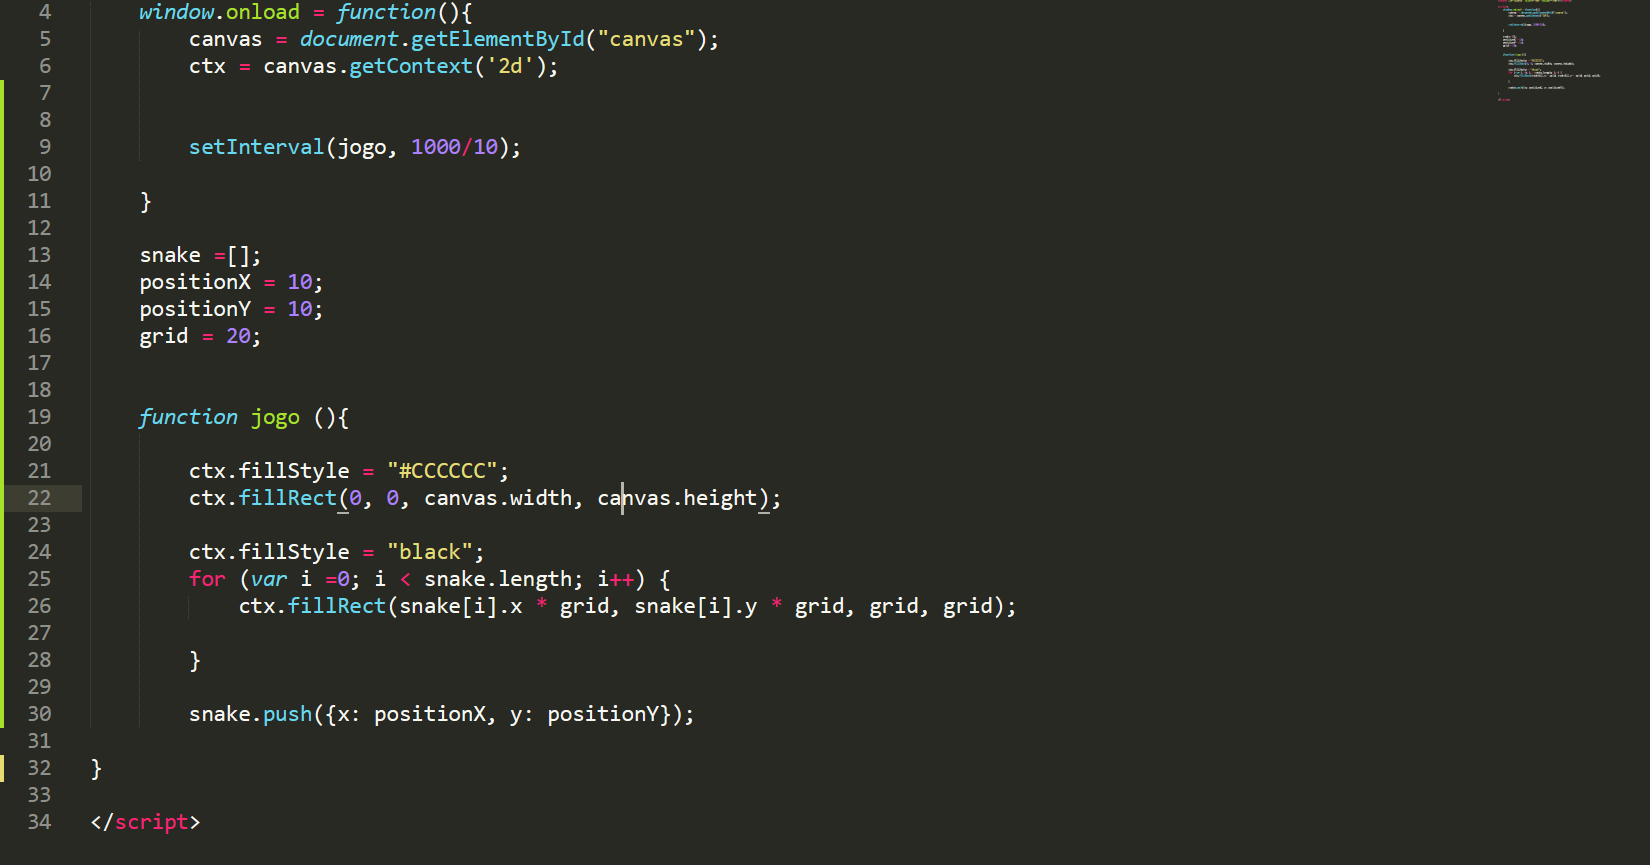 4 window.onload = function(){
5 canvas = document.getElementById("canvas");
6 ctx = canvas.getContext('2d');
7
8
9 setInterval(jogo, 1000/10);
10
11 }
12
13 snake =[];
14 positionX = 10;
15 positionY = 10;
16 grid = 20;
17
18
19 function jogo (){
20
21 ctx.fillStyle = "#CCCCCC";
22 ctx.fillRect(0, 0, canvas.width, canvas.height);
23
24 ctx.fillStyle = "black";
25 for (var i =0; i < snake.length; i++) {
26 ctx.fillRect(snake[i].x * grid, snake[i].y * grid, grid, grid);
27
28 }
29
30 snake.push({x: positionX, y: positionY});
31
32 }
33
34 </script>